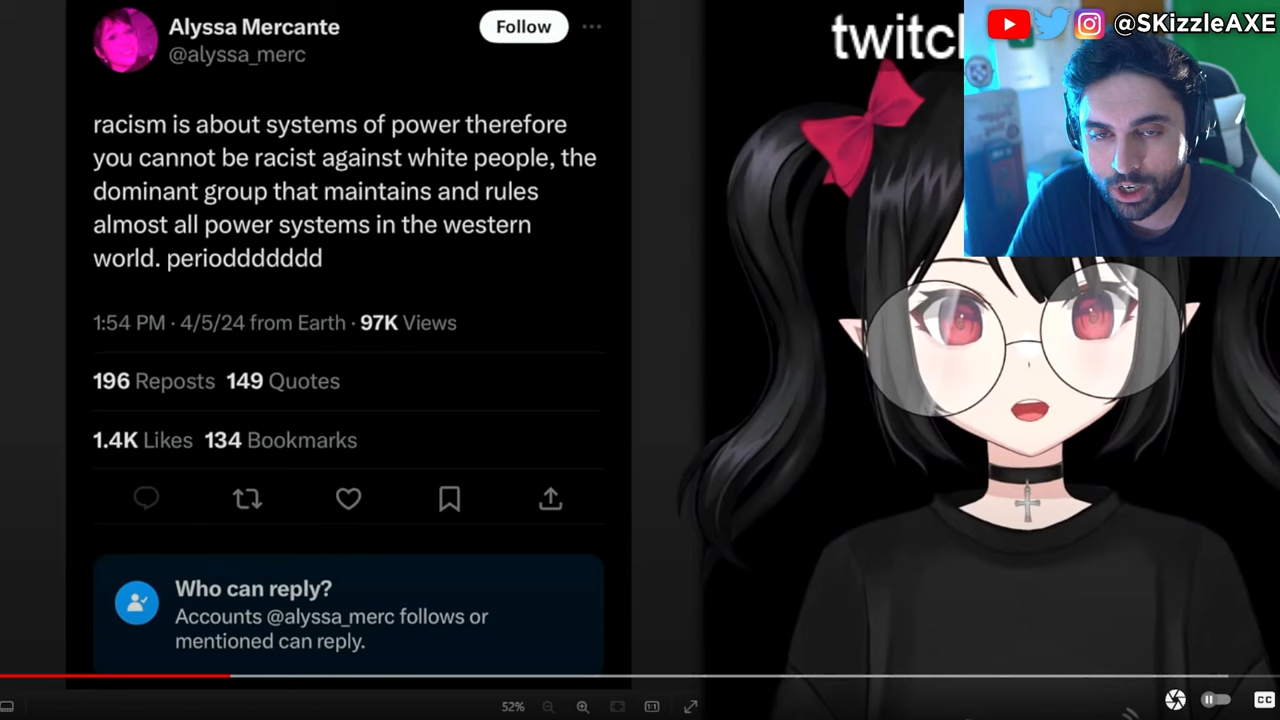 Alyssa Mercante
@alyssa_merc
Follow
racism is about systems of power therefore
you cannot be racist against white people, the
dominant group that maintains and rules
almost all power systems in the western
world. perioddddddd
1:54 PM · 4/5/24 from Earth · 97K Views
196 Reposts 149 Quotes
1.4K Likes 134 Bookmarks
Who can reply?
Accounts @alyssa_merc follows or
mentioned can reply.
twitc
@SKizzleAXE
52%
1:1
CC